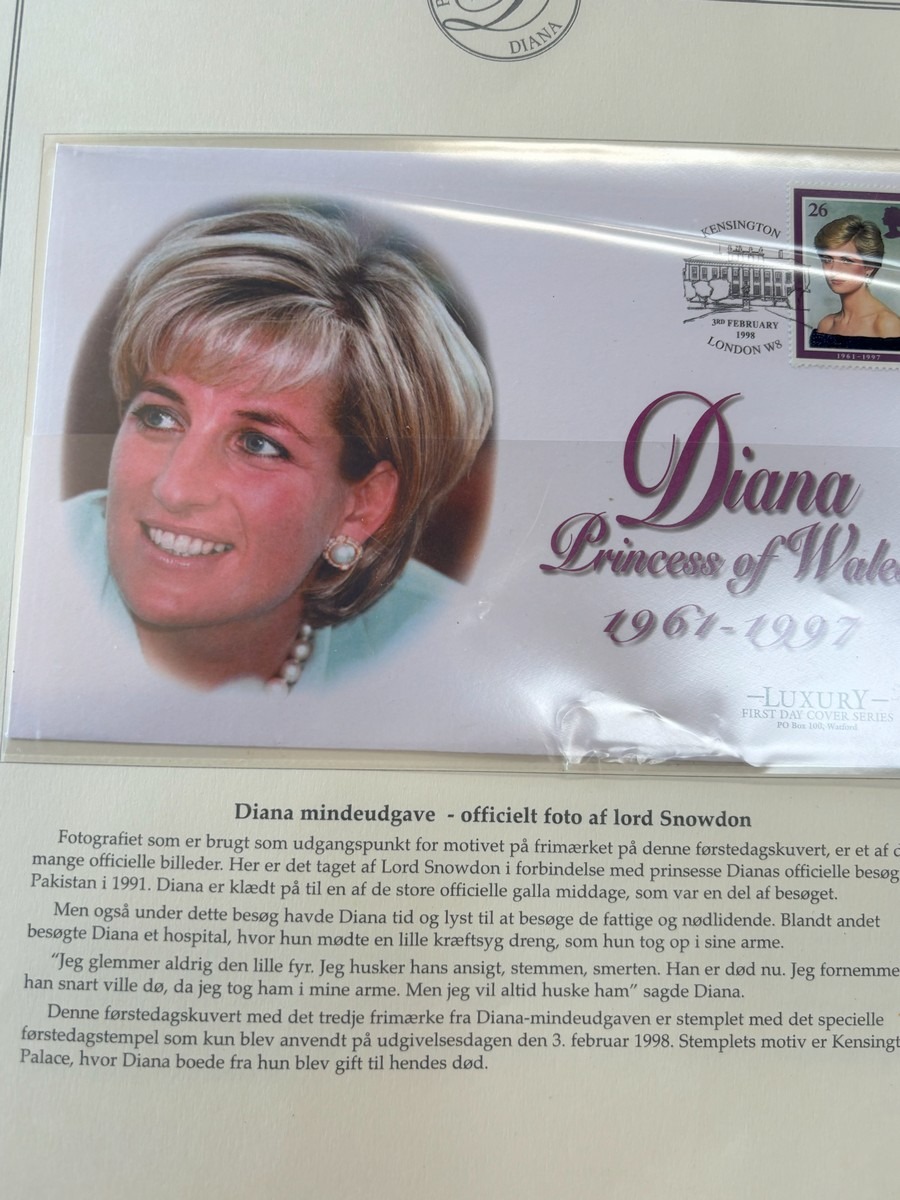 DIANA
26
KENSINGTON
3RD FEBRUARY
1998
LONDON W8
1961-1997
Diana
Princess of Wale
1961-1997
LUXURY
FIRST DAY COVER SERIES
PO Box 100, Watford
Diana mindeudgave - officielt foto af lord Snowdon
Fotografiet som er brugt som udgangspunkt for motivet på frimærket på denne førstedagskuvert, er et af d
mange officielle billeder. Her er det taget af Lord Snowdon i forbindelse med prinsesse Dianas officielle besøg
Pakistan i 1991. Diana er klædt på til en af de store officielle galla middage, som var en del af besøget.
Men også under dette besøg havde Diana tid og lyst til at besøge de fattige og nødlidende. Blandt andet
besøgte Diana et hospital, hvor hun mødte en lille kræftsyg dreng, som hun tog op i sine arme.
"Jeg glemmer aldrig den lille fyr. Jeg husker hans ansigt, stemmen, smerten. Han er død nu. Jeg fornemme
han snart ville dø, da jeg tog ham i mine arme. Men jeg vil altid huske ham" sagde Diana.
Denne førstedagskuvert med det tredje frimærke fra Diana-mindeudgaven er stemplet med det specielle
førstedagstempel som kun blev anvendt på udgivelsesdagen den 3. februar 1998. Stemplets motiv er Kensingt
Palace, hvor Diana boede fra hun blev gift til hendes død.